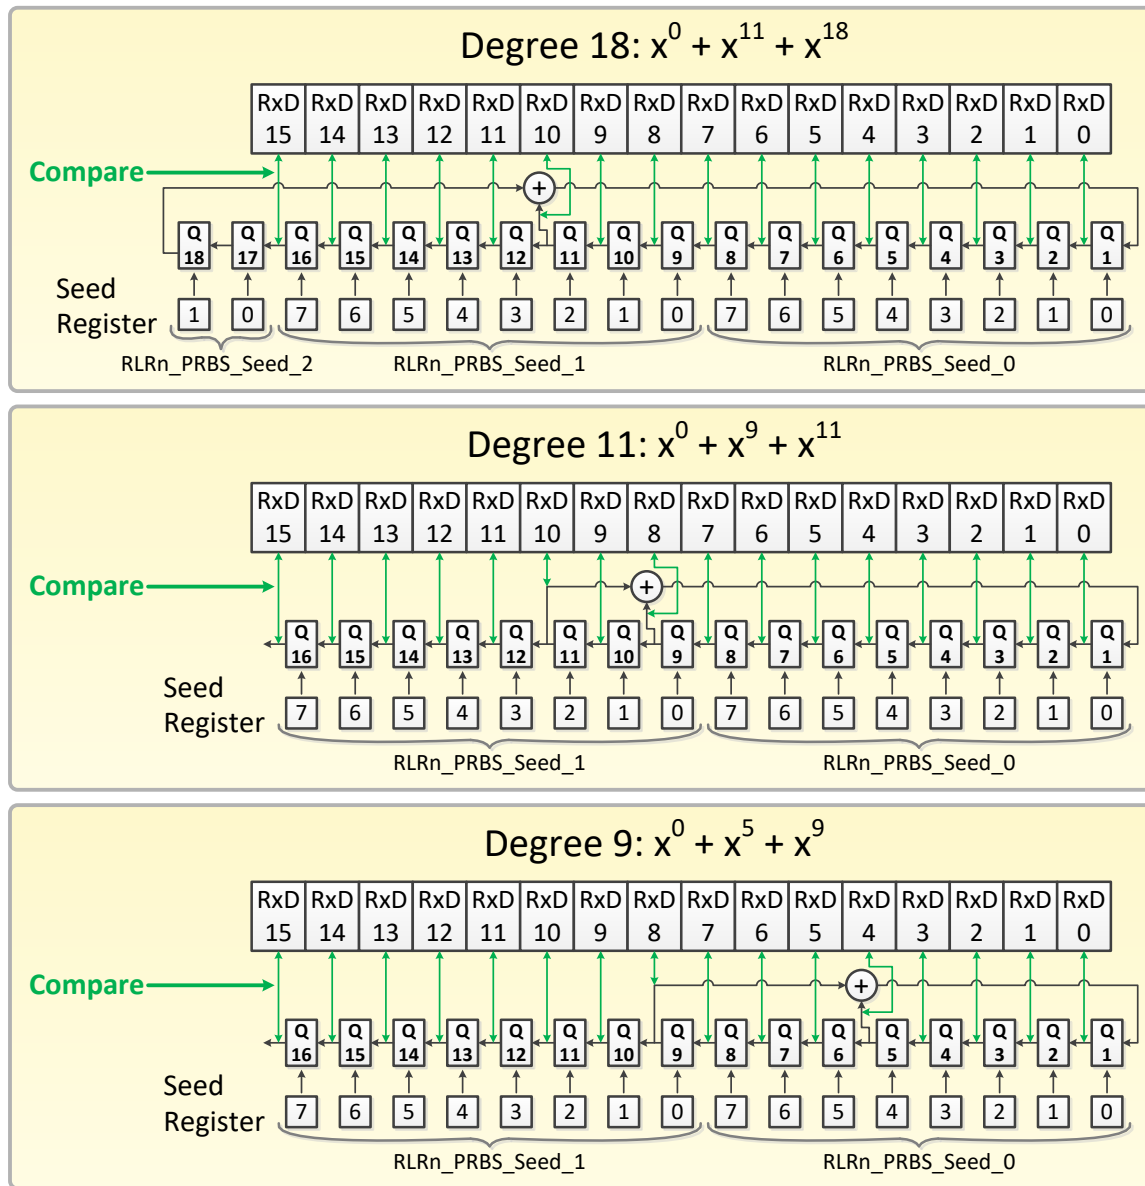 Degree 18: x^0 + x^11 + x^18
RxD RxD RxD RxD RxD RxD RxD RxD RxD RxD RxD RxD RxD RxD RxD RxD
15 14 13 12 11 10 9 8 7 6 5 4 3 2 1 0
Compare
+
Q Q Q Q Q Q Q Q Q Q Q Q Q Q Q Q Q Q
18 17 16 15 14 13 12 11 10 9 8 7 6 5 4 3 2 1
Seed
Register
1 0 7 6 5 4 3 2 1 0 7 6 5 4 3 2 1 0
RLRn_PRBS_Seed_2 RLRn_PRBS_Seed_1 RLRn_PRBS_Seed_0
Degree 11: x^0 + x^9 + x^11
RxD RxD RxD RxD RxD RxD RxD RxD RxD RxD RxD RxD RxD RxD RxD RxD
15 14 13 12 11 10 9 8 7 6 5 4 3 2 1 0
Compare
+
Q Q Q Q Q Q Q Q Q Q Q Q Q Q Q Q
16 15 14 13 12 11 10 9 8 7 6 5 4 3 2 1
Seed
Register
7 6 5 4 3 2 1 0 7 6 5 4 3 2 1 0
RLRn_PRBS_Seed_1 RLRn_PRBS_Seed_0
Degree 9: x^0 + x^5 + x^9
RxD RxD RxD RxD RxD RxD RxD RxD RxD RxD RxD RxD RxD RxD RxD RxD
15 14 13 12 11 10 9 8 7 6 5 4 3 2 1 0
Compare
+
Q Q Q Q Q Q Q Q Q Q Q Q Q Q Q Q
16 15 14 13 12 11 10 9 8 7 6 5 4 3 2 1
Seed
Register
7 6 5 4 3 2 1 0 7 6 5 4 3 2 1 0
RLRn_PRBS_Seed_1 RLRn_PRBS_Seed_0